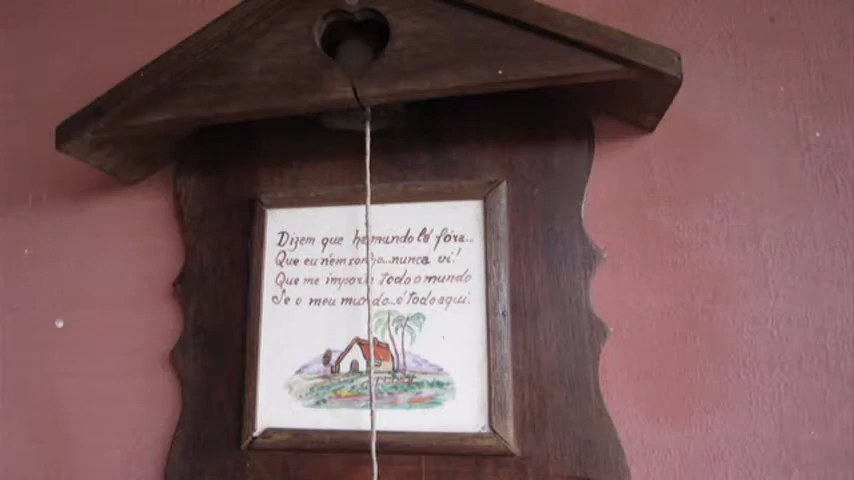 Dizem que há mundo lá fóra...
Que eu nem sonho...nunca vi!
Que me importa todo o mundo
Se o meu mundo é todo aqui!